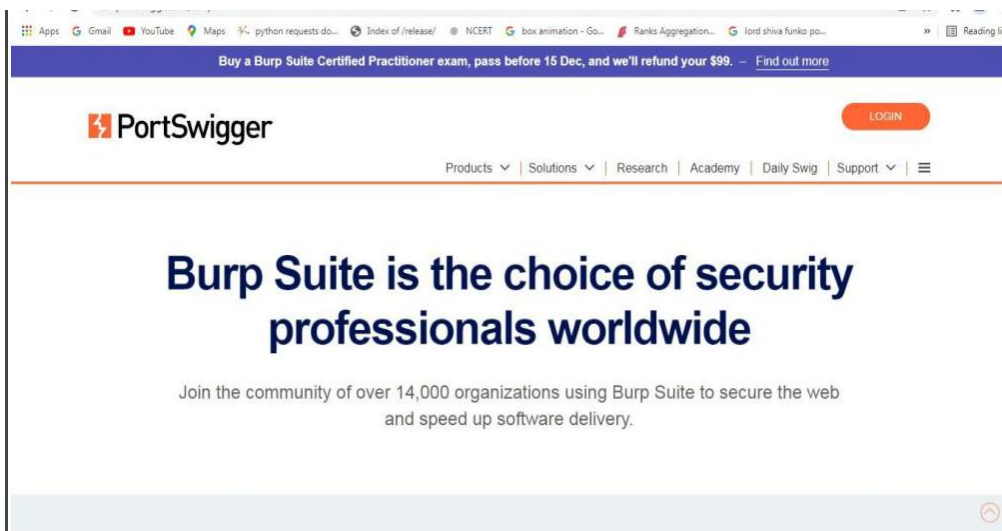 Apps Gmail YouTube Maps python requests do... Index of /release/ NCERT box animation - Go... Ranks Aggregation... lord shiva funko po... » Reading li
Buy a Burp Suite Certified Practitioner exam, pass before 15 Dec, and we'll refund your $99. – Find out more
PortSwigger
LOGIN
Products | Solutions | Research | Academy | Daily Swig | Support |
Burp Suite is the choice of security
professionals worldwide
Join the community of over 14,000 organizations using Burp Suite to secure the web
and speed up software delivery.